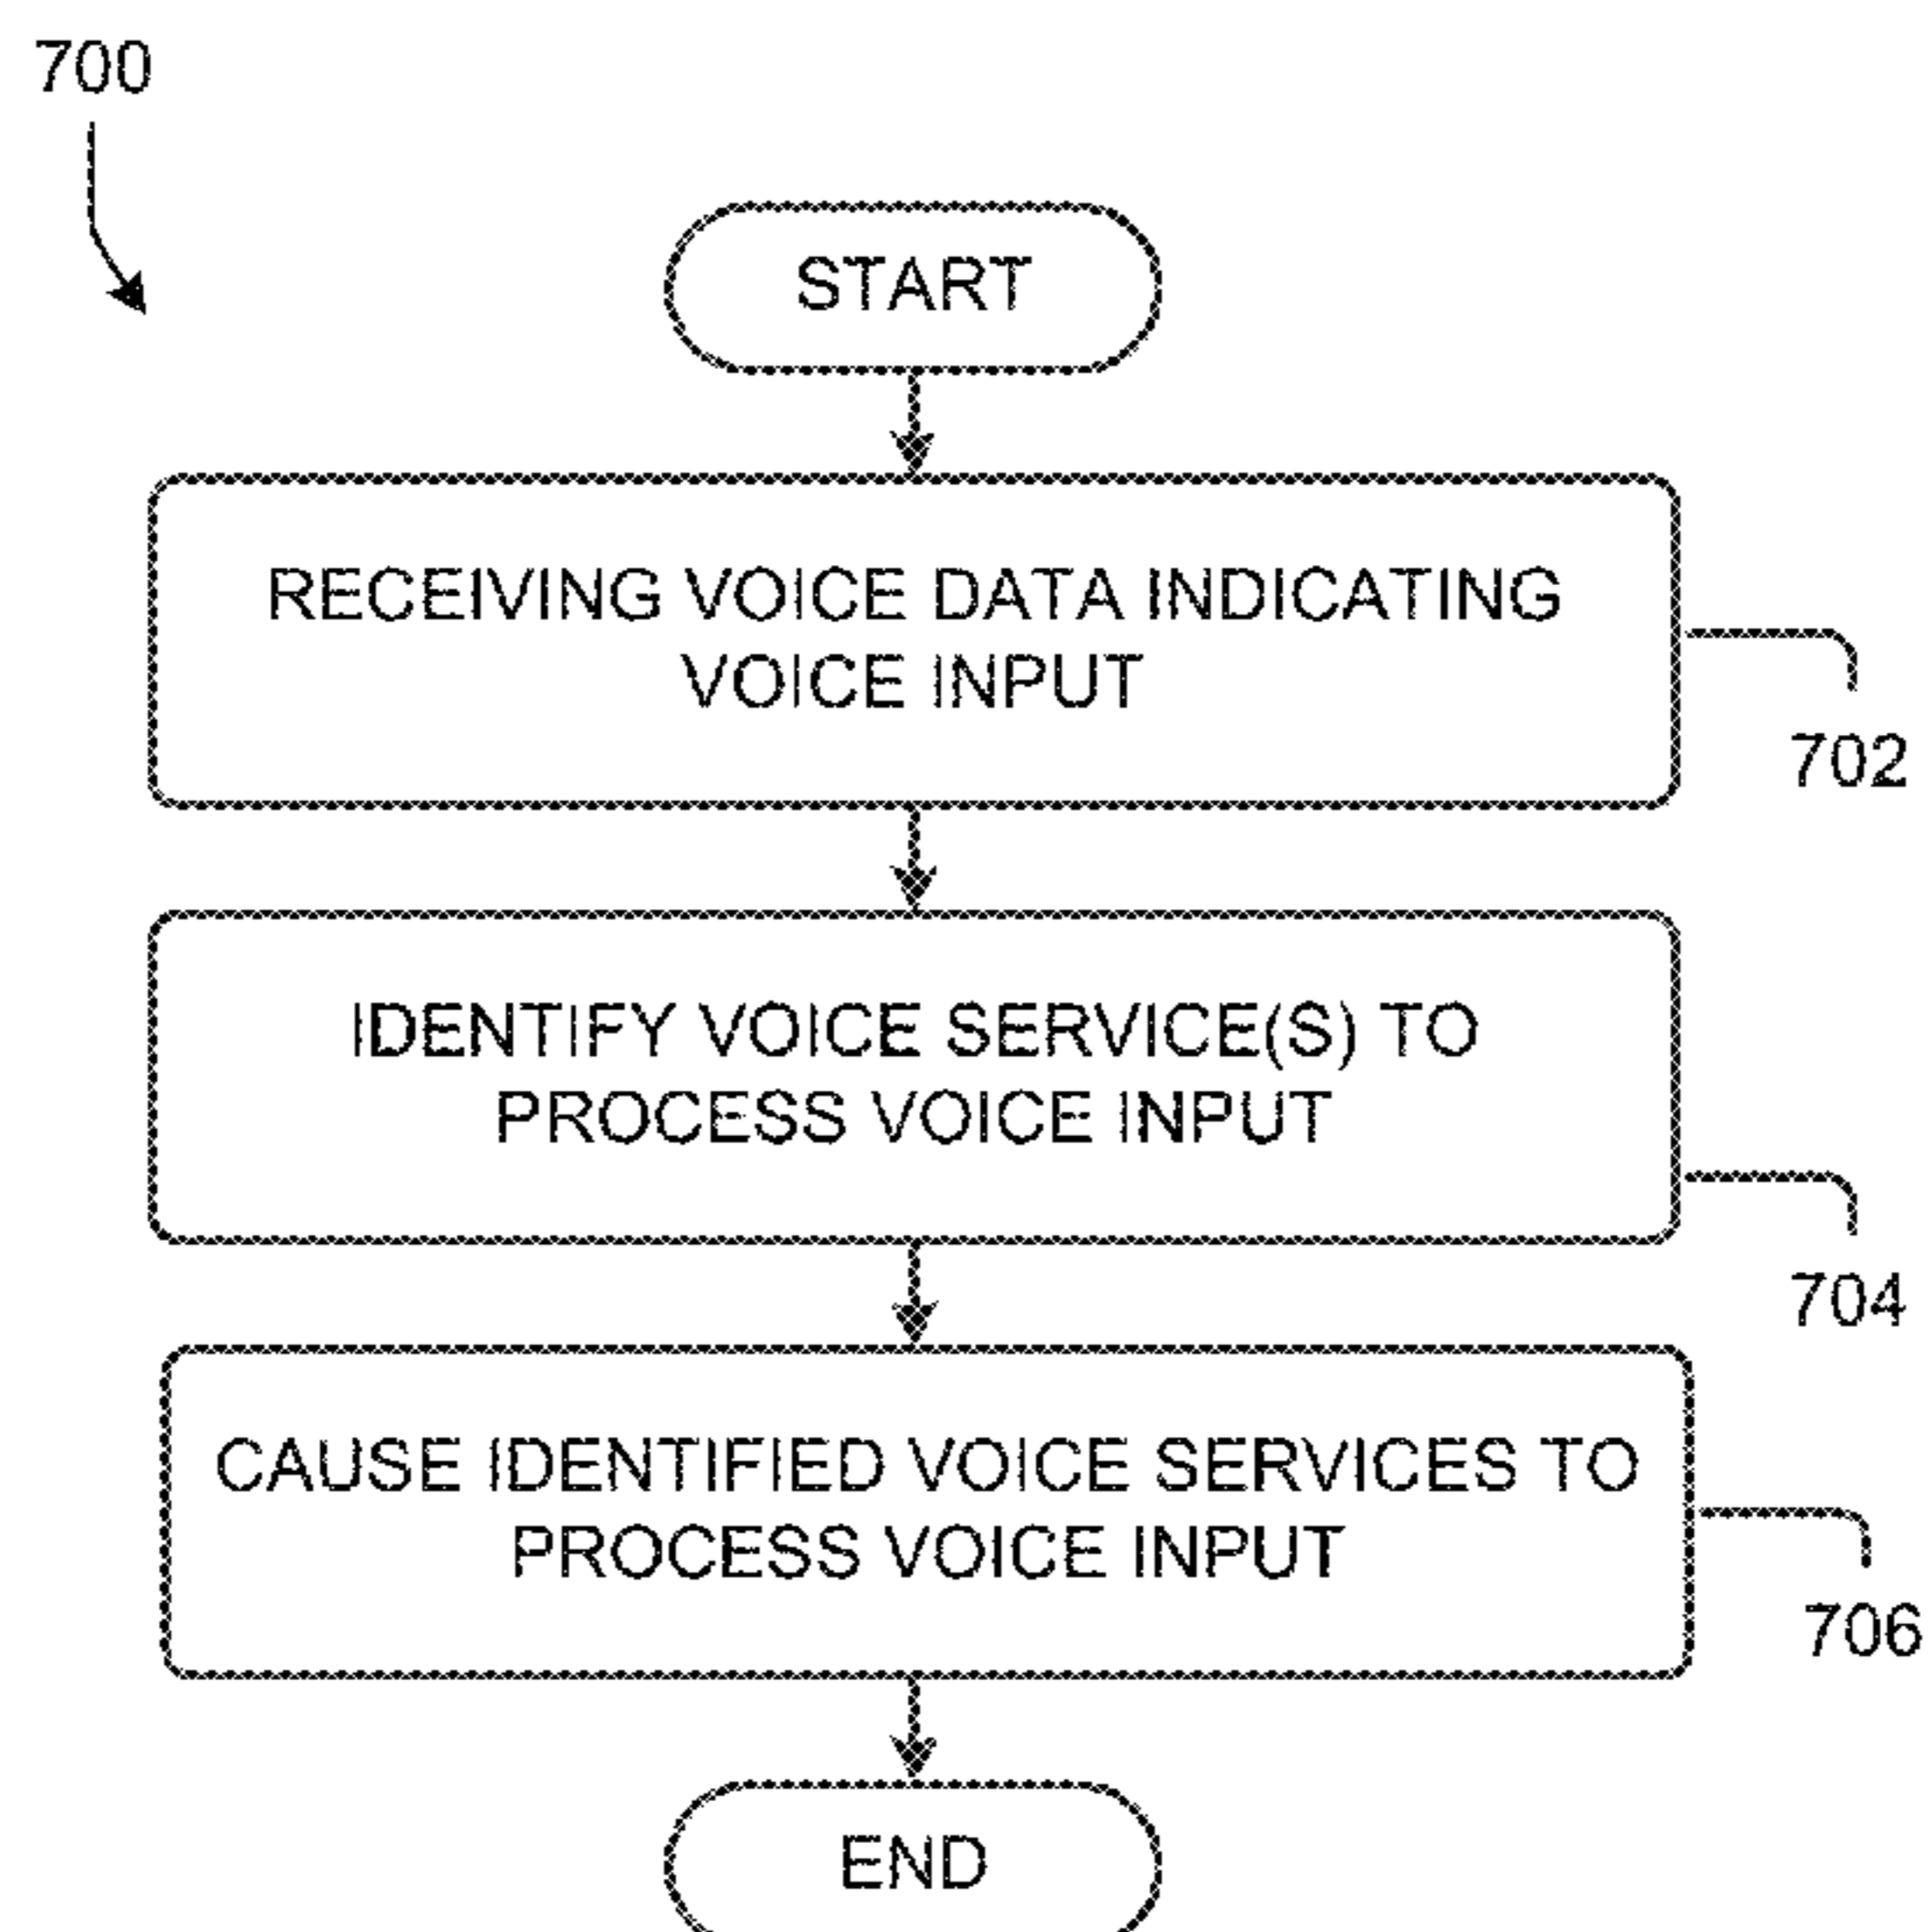 700
START
RECEIVING VOICE DATA INDICATING
VOICE INPUT
702
IDENTIFY VOICE SERVICE(S) TO
PROCESS VOICE INPUT
704
CAUSE IDENTIFIED VOICE SERVICES TO
PROCESS VOICE INPUT
706
END